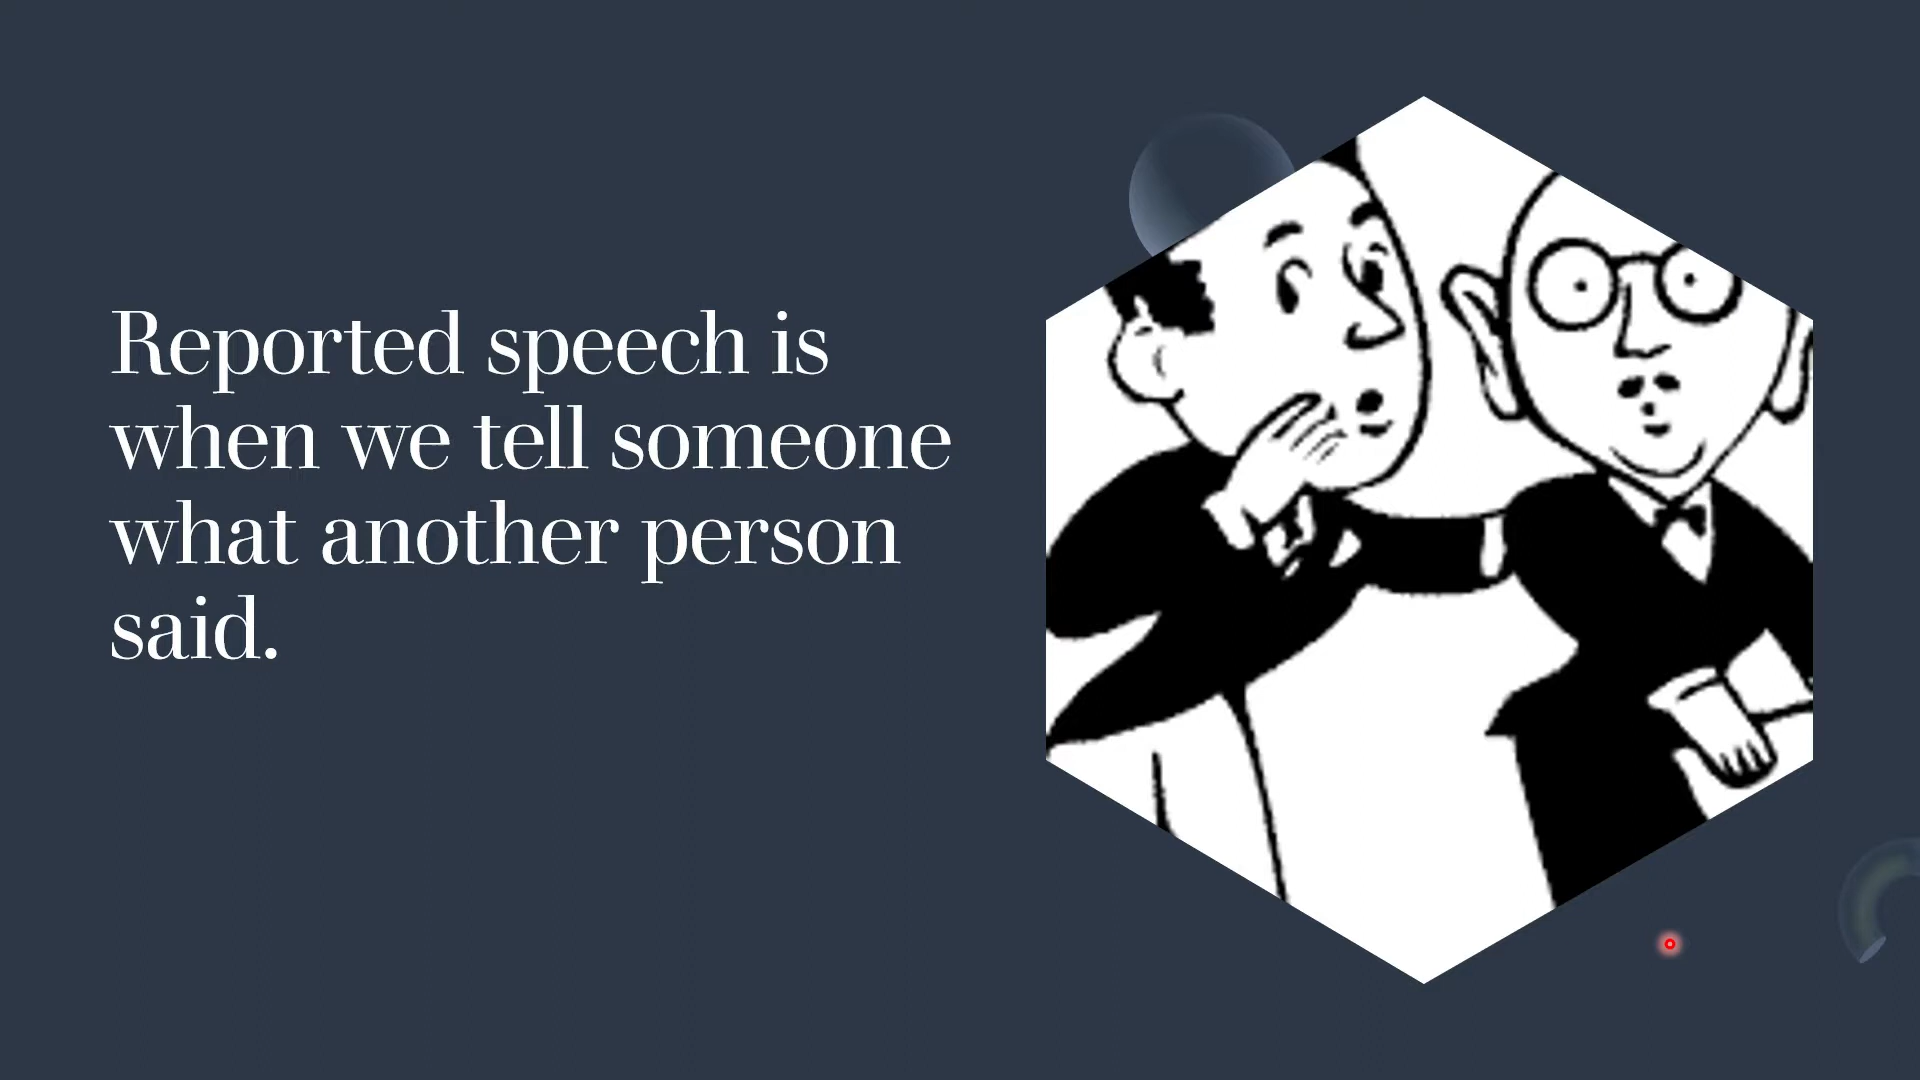 Reported speech is
when we tell someone
what another person
said.